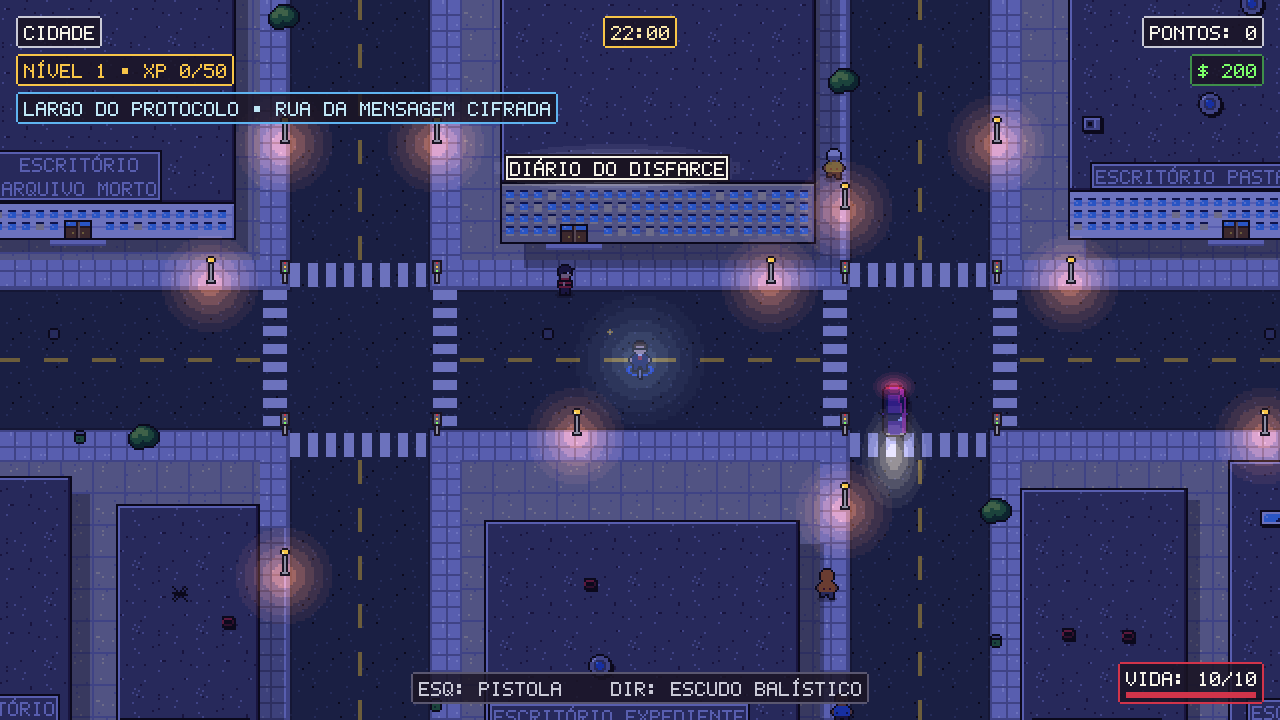 CIDADE
22:00
PONTOS: 0
NÍVEL 1 ▪ XP 0/50
$ 200
LARGO DO PROTOCOLO ▪ RUA DA MENSAGEM CIFRADA
ESCRITÓRIO
ARQUIVO MORTO
DIÁRIO DO DISFARCE
ESCRITÓRIO PASTA
ESQ: PISTOLA DIR: ESCUDO BALÍSTICO
VIDA: 10/10
ESCRITÓRIO EXPEDIENTE